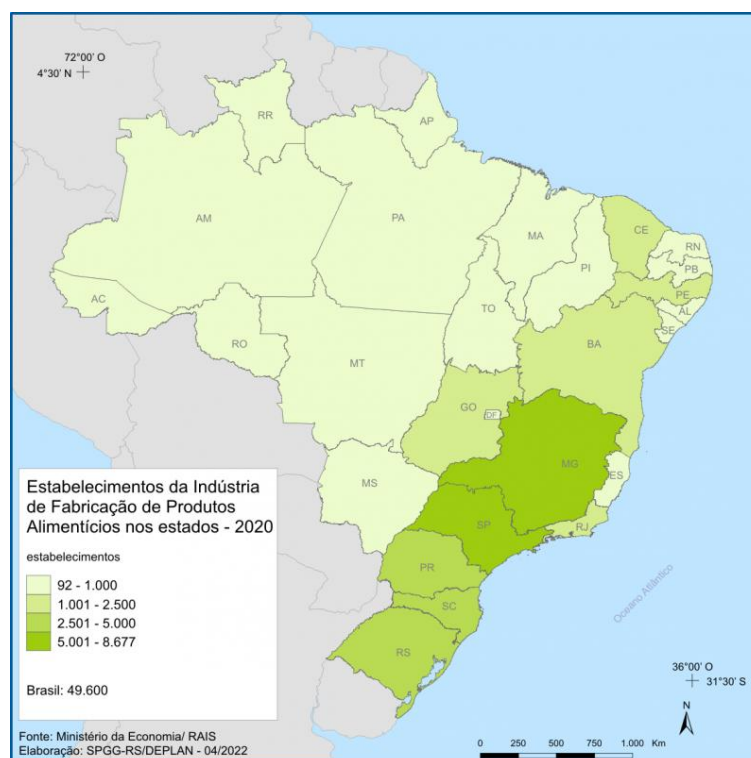 72°00' O
4°30' N
RR
AP
AM
PA
MA
CE
RN
PB
PI
PE
AL
SE
AC
TO
RO
BA
MT
GO
DF
MG
ES
MS
SP
RJ
PR
SC
RS
Oceano Atlântico
Estabelecimentos da Indústria
de Fabricação de Produtos
Alimentícios nos estados - 2020
estabelecimentos
92 - 1.000
1.001 - 2.500
2.501 - 5.000
5.001 - 8.677
Brasil: 49.600
36°00' O
31°30' S
N
Fonte: Ministério da Economia/ RAIS
Elaboração: SPGG-RS/DEPLAN - 04/2022
0 250 500 750 1.000 Km